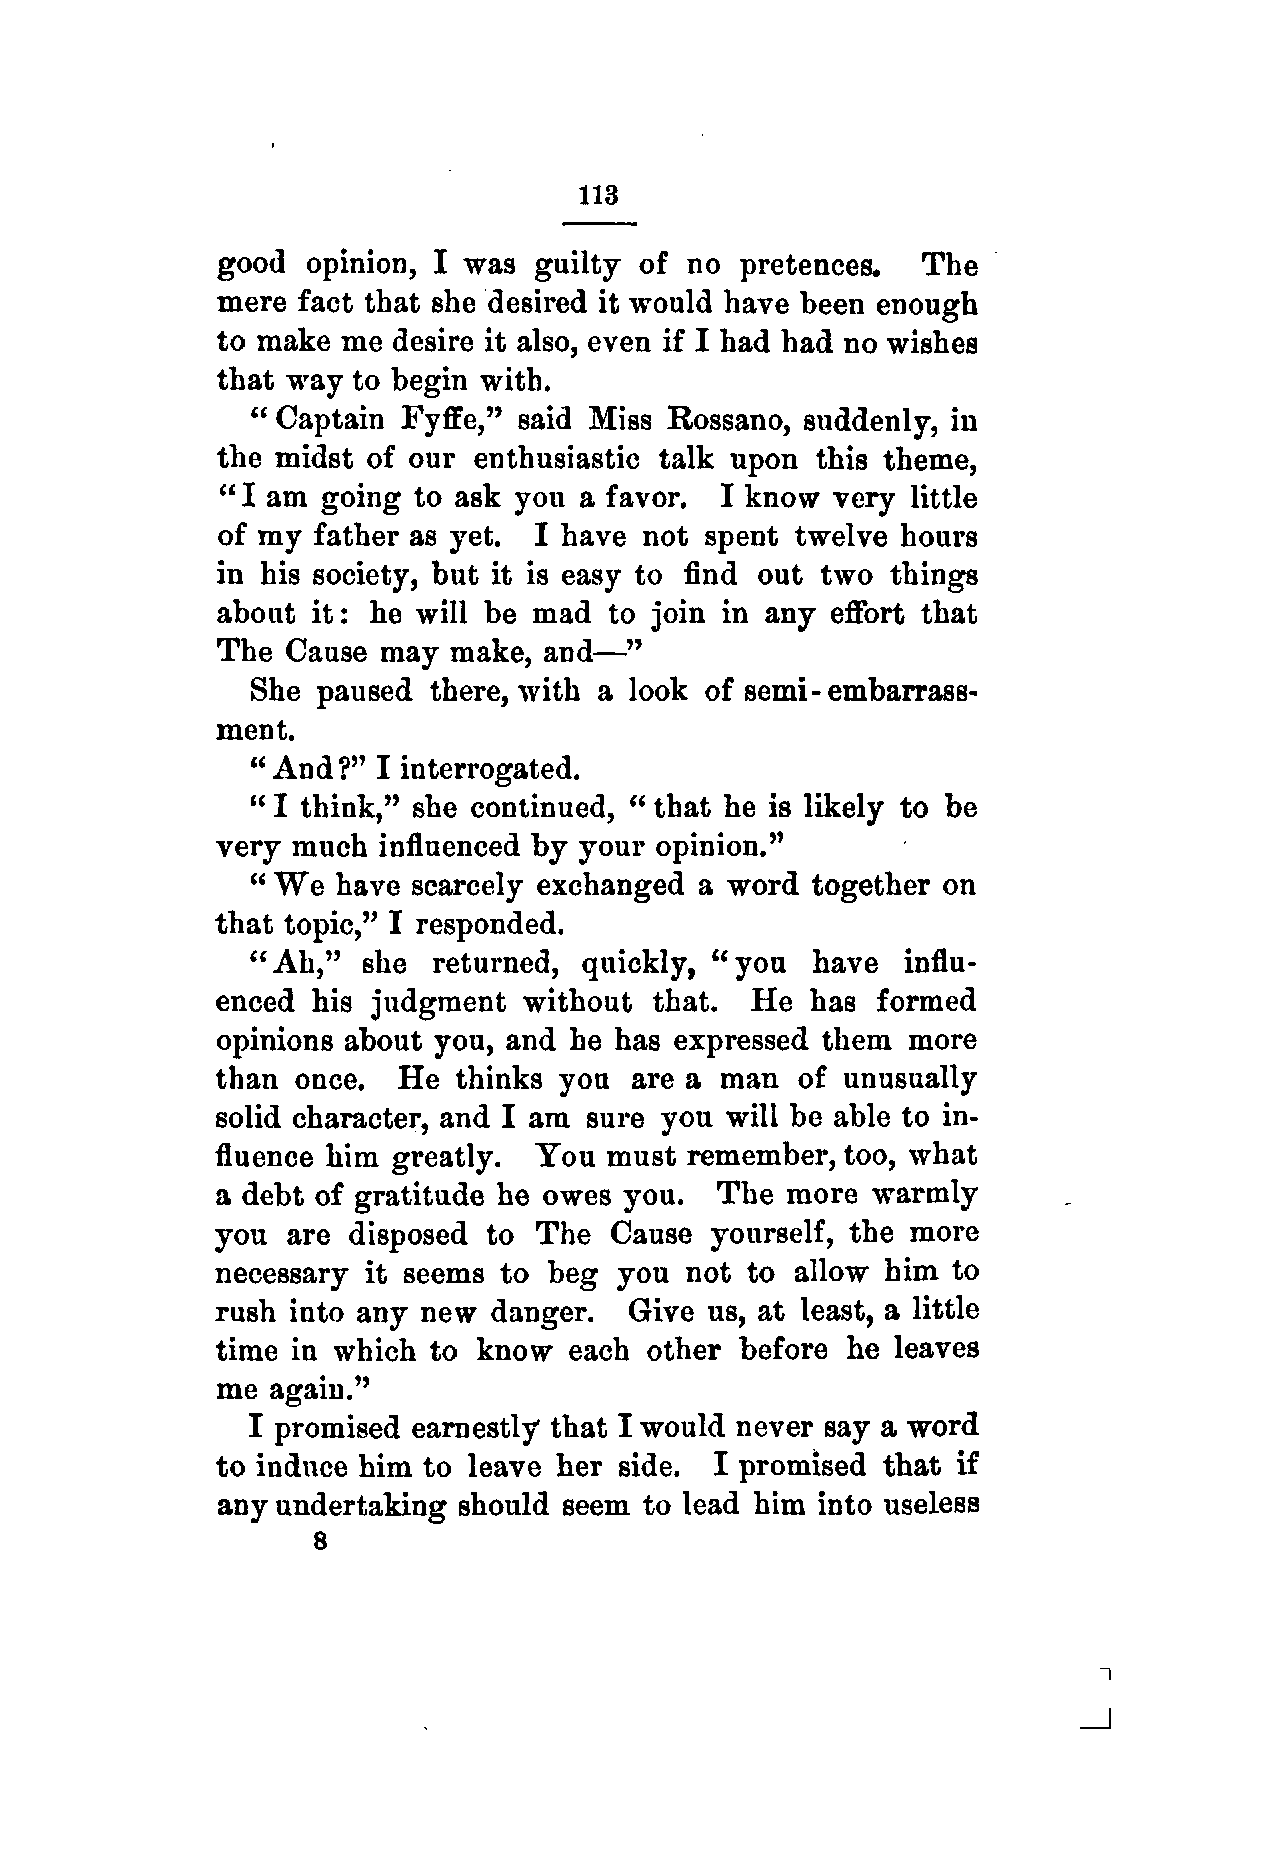 113
good opinion, I was guilty of no pretences. The
mere fact that she desired it would have been enough
to make me desire it also, even if I had had no wishes
that way to begin with.
“Captain Fyffe,” said Miss Rossano, suddenly, in
the midst of our enthusiastic talk upon this theme,
“I am going to ask you a favor. I know very little
of my father as yet. I have not spent twelve hours
in his society, but it is easy to find out two things
about it: he will be mad to join in any effort that
The Cause may make, and—”
She paused there, with a look of semi-embarrass-
ment.
“And?” I interrogated.
“I think,” she continued, “that he is likely to be
very much influenced by your opinion.”
“We have scarcely exchanged a word together on
that topic,” I responded.
“Ah,” she returned, quickly, “you have influ-
enced his judgment without that. He has formed
opinions about you, and he has expressed them more
than once. He thinks you are a man of unusually
solid character, and I am sure you will be able to in-
fluence him greatly. You must remember, too, what
a debt of gratitude he owes you. The more warmly
you are disposed to The Cause yourself, the more
necessary it seems to beg you not to allow him to
rush into any new danger. Give us, at least, a little
time in which to know each other before he leaves
me again.”
I promised earnestly that I would never say a word
to induce him to leave her side. I promised that if
any undertaking should seem to lead him into useless
8